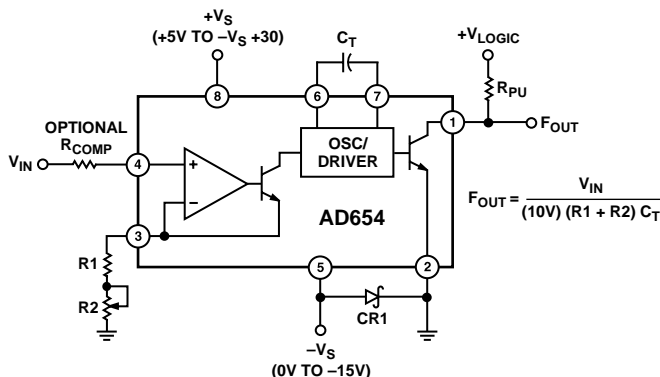 +VS
(+5V TO –VS +30)
CT
+VLOGIC
RPU
8
6
7
1
FOUT
OPTIONAL
RCOMP
OSC/
DRIVER
VIN
4
+
–
FOUT = VIN / (10V) (R1 + R2) CT
AD654
3
R1
5
2
R2
CR1
–VS
(0V TO –15V)